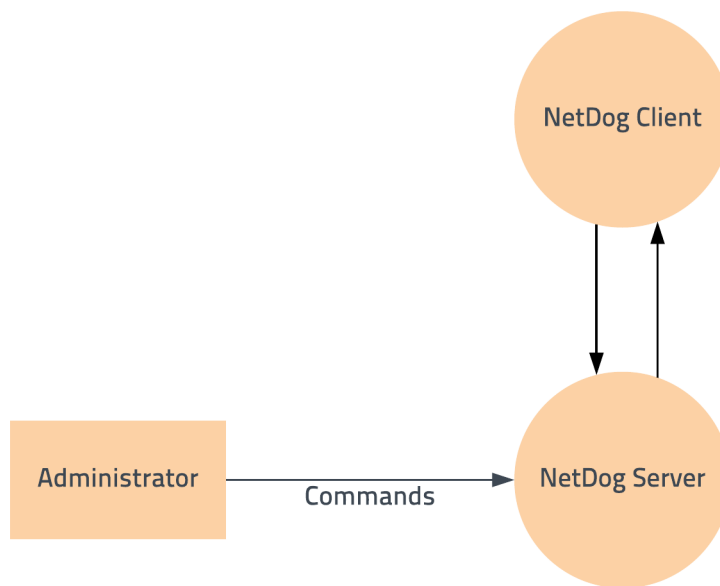 NetDog Client
Administrator
Commands
NetDog Server